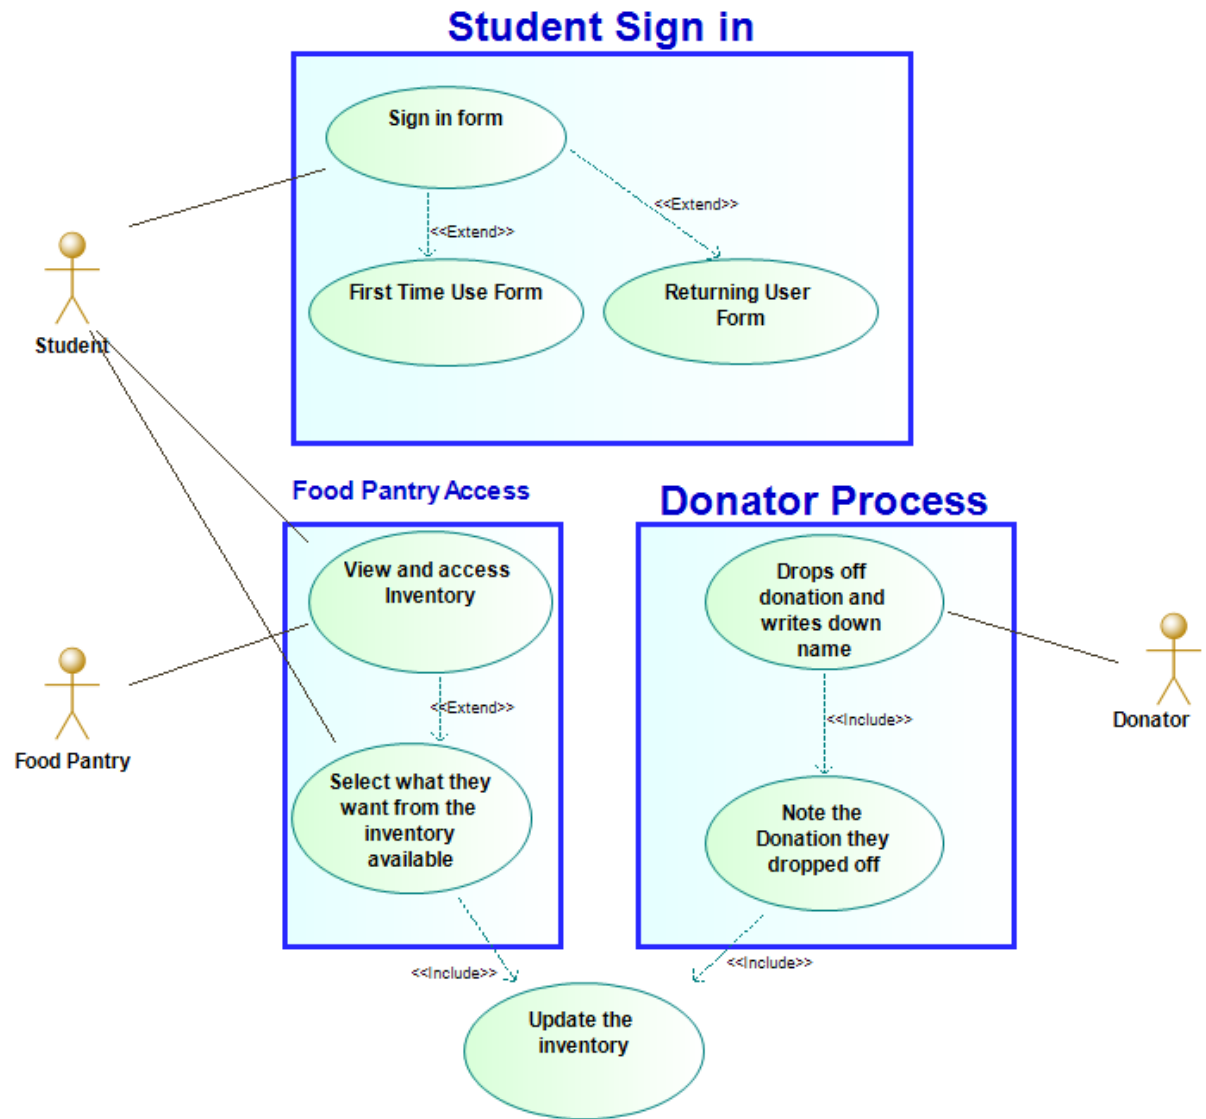 Student Sign in
Sign in form
<<Extend>>
<<Extend>>
First Time Use Form
Returning User
Form
Student
Food Pantry Access
Donator Process
View and access
Inventory
Drops off
donation and
writes down
name
<<Extend>>
<<Include>>
Food Pantry
Donator
Select what they
want from the
inventory
available
Note the
Donation they
dropped off
<<Include>>
<<Include>>
Update the
inventory